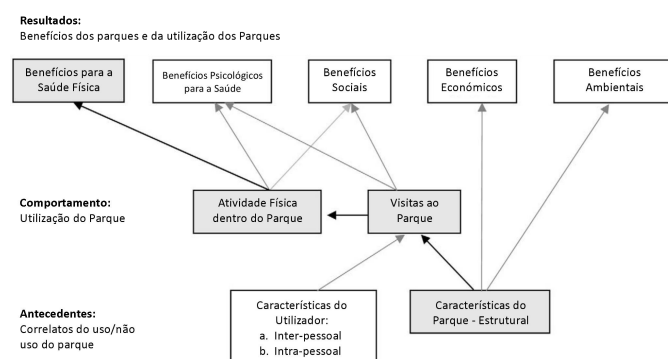 Resultados:
Benefícios dos parques e da utilização dos Parques
Benefícios para a
Saúde Física
Benefícios Psicológicos
para a Saúde
Benefícios
Sociais
Benefícios
Económicos
Benefícios
Ambientais
Comportamento:
Utilização do Parque
Atividade Física
dentro do Parque
Visitas ao
Parque
Antecedentes:
Correlatos do uso/não
uso do parque
Características do
Utilizador:
a. Inter-pessoal
b. Intra-pessoal
Características do
Parque - Estrutural